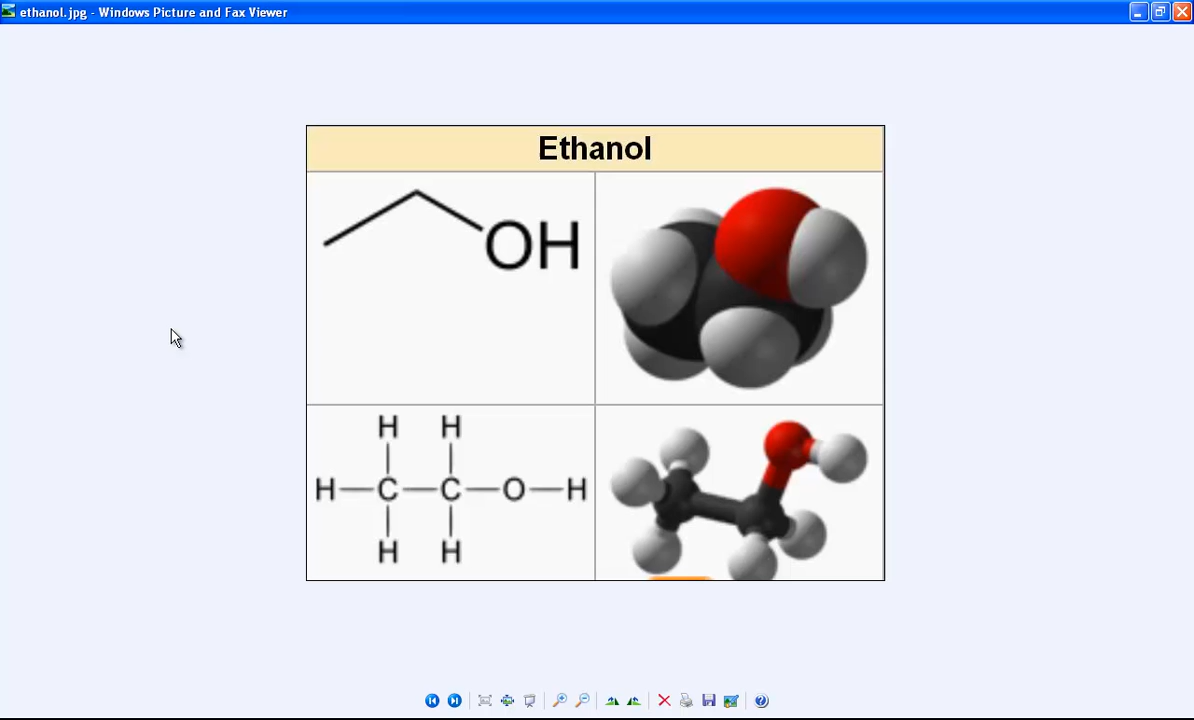 ethanol.jpg - Windows Picture and Fax Viewer
Ethanol
OH
H H
H C C O H
H H